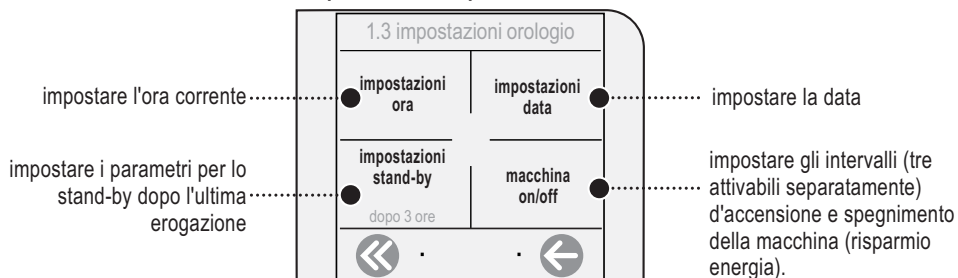 1.3 impostazioni orologio
impostare l'ora corrente
impostazioni
ora
impostazioni
data
impostare la data
impostare i parametri per lo
stand-by dopo l'ultima
erogazione
impostazioni
stand-by
dopo 3 ore
macchina
on/off
impostare gli intervalli (tre
attivabili separatamente)
d'accensione e spegnimento
della macchina (risparmio
energia).